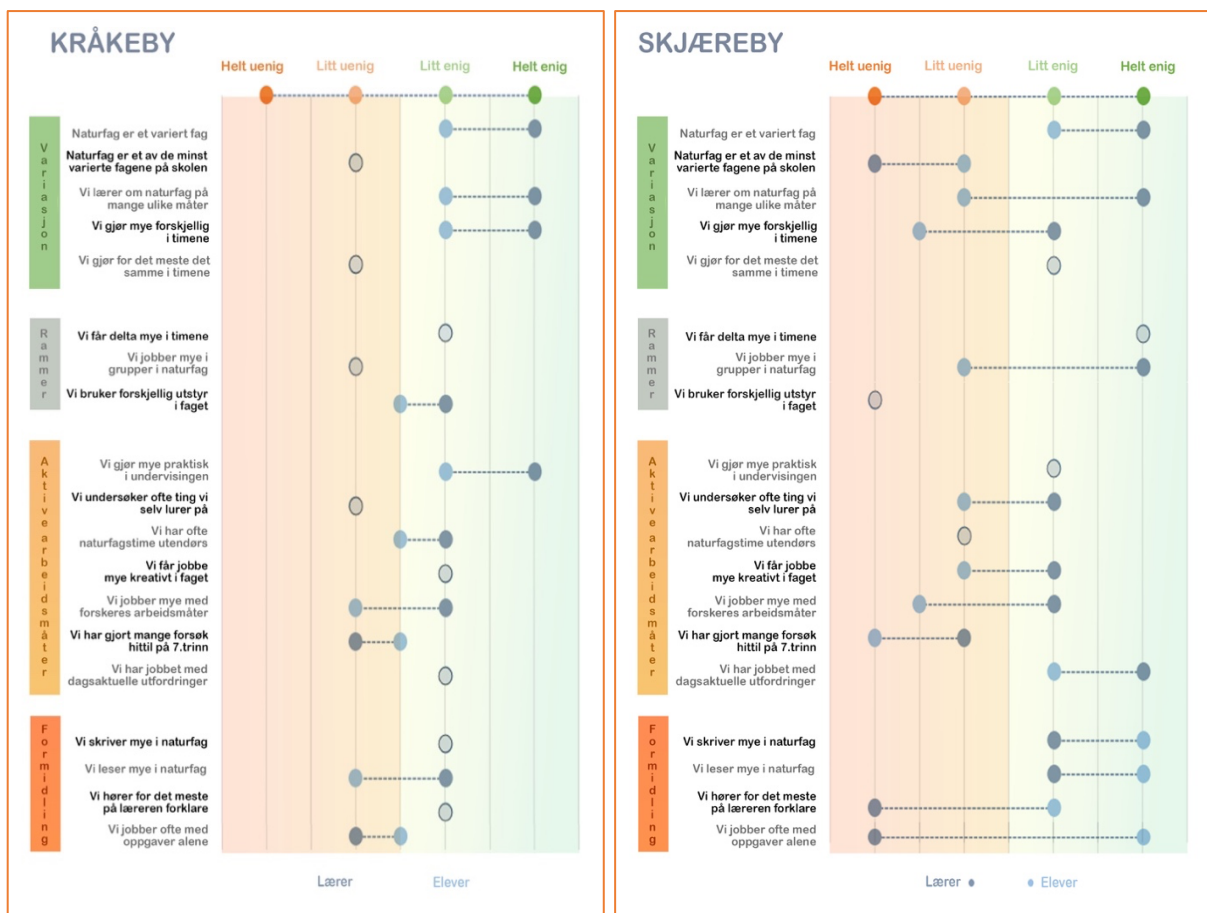 KRÅKEBY
Helt uenig Litt uenig Litt enig Helt enig
Variasjon
Naturfag er et variert fag
Naturfag er et av de minst
varierte fagene på skolen
Vi lærer om naturfag på
mange ulike måter
Vi gjør mye forskjellig
i timene
Vi gjør for det meste det
samme i timene
Rammer
Vi får delta mye i timene
Vi jobber mye i
grupper i naturfag
Vi bruker forskjellig utstyr
i faget
Aktive arbeidsmåter
Vi gjør mye praktisk
i undervisingen
Vi undersøker ofte ting vi
selv lurer på
Vi har ofte
naturfagstime utendørs
Vi får jobbe
mye kreativt i faget
Vi jobber mye med
forskeres arbeidsmåter
Vi har gjort mange forsøk
hittil på 7.trinn
Vi har jobbet med
dagsaktuelle utfordringer
Formidling
Vi skriver mye i naturfag
Vi leser mye i naturfag
Vi hører for det meste
på læreren forklare
Vi jobber ofte med
oppgaver alene
Lærer Elever
SKJÆREBY
Helt uenig Litt uenig Litt enig Helt enig
Variasjon
Naturfag er et variert fag
Naturfag er et av de minst
varierte fagene på skolen
Vi lærer om naturfag på
mange ulike måter
Vi gjør mye forskjellig
i timene
Vi gjør for det meste det
samme i timene
Rammer
Vi får delta mye i timene
Vi jobber mye i
grupper i naturfag
Vi bruker forskjellig utstyr
i faget
Aktive arbeidsmåter
Vi gjør mye praktisk
i undervisingen
Vi undersøker ofte ting vi
selv lurer på
Vi har ofte
naturfagstime utendørs
Vi får jobbe
mye kreativt i faget
Vi jobber mye med
forskeres arbeidsmåter
Vi har gjort mange forsøk
hittil på 7.trinn
Vi har jobbet med
dagsaktuelle utfordringer
Formidling
Vi skriver mye i naturfag
Vi leser mye i naturfag
Vi hører for det meste
på læreren forklare
Vi jobber ofte med
oppgaver alene
Lærer Elever